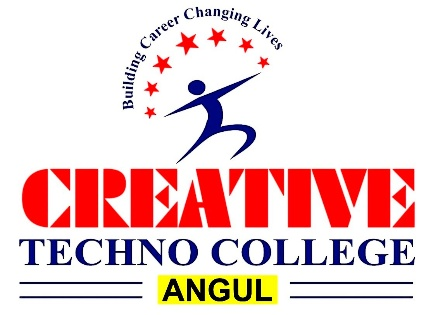 Building Career Changing Lives
CREATIVE
TECHNO COLLEGE
ANGUL